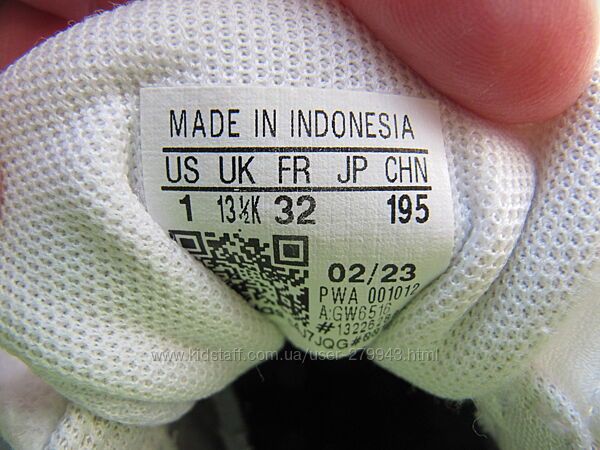 MADE IN INDONESIA
US UK FR JP CHN
1 13½K 32 195
02/23
PWA 001012
A:GW6516
www.kidstaff.com.ua/user-279943.html